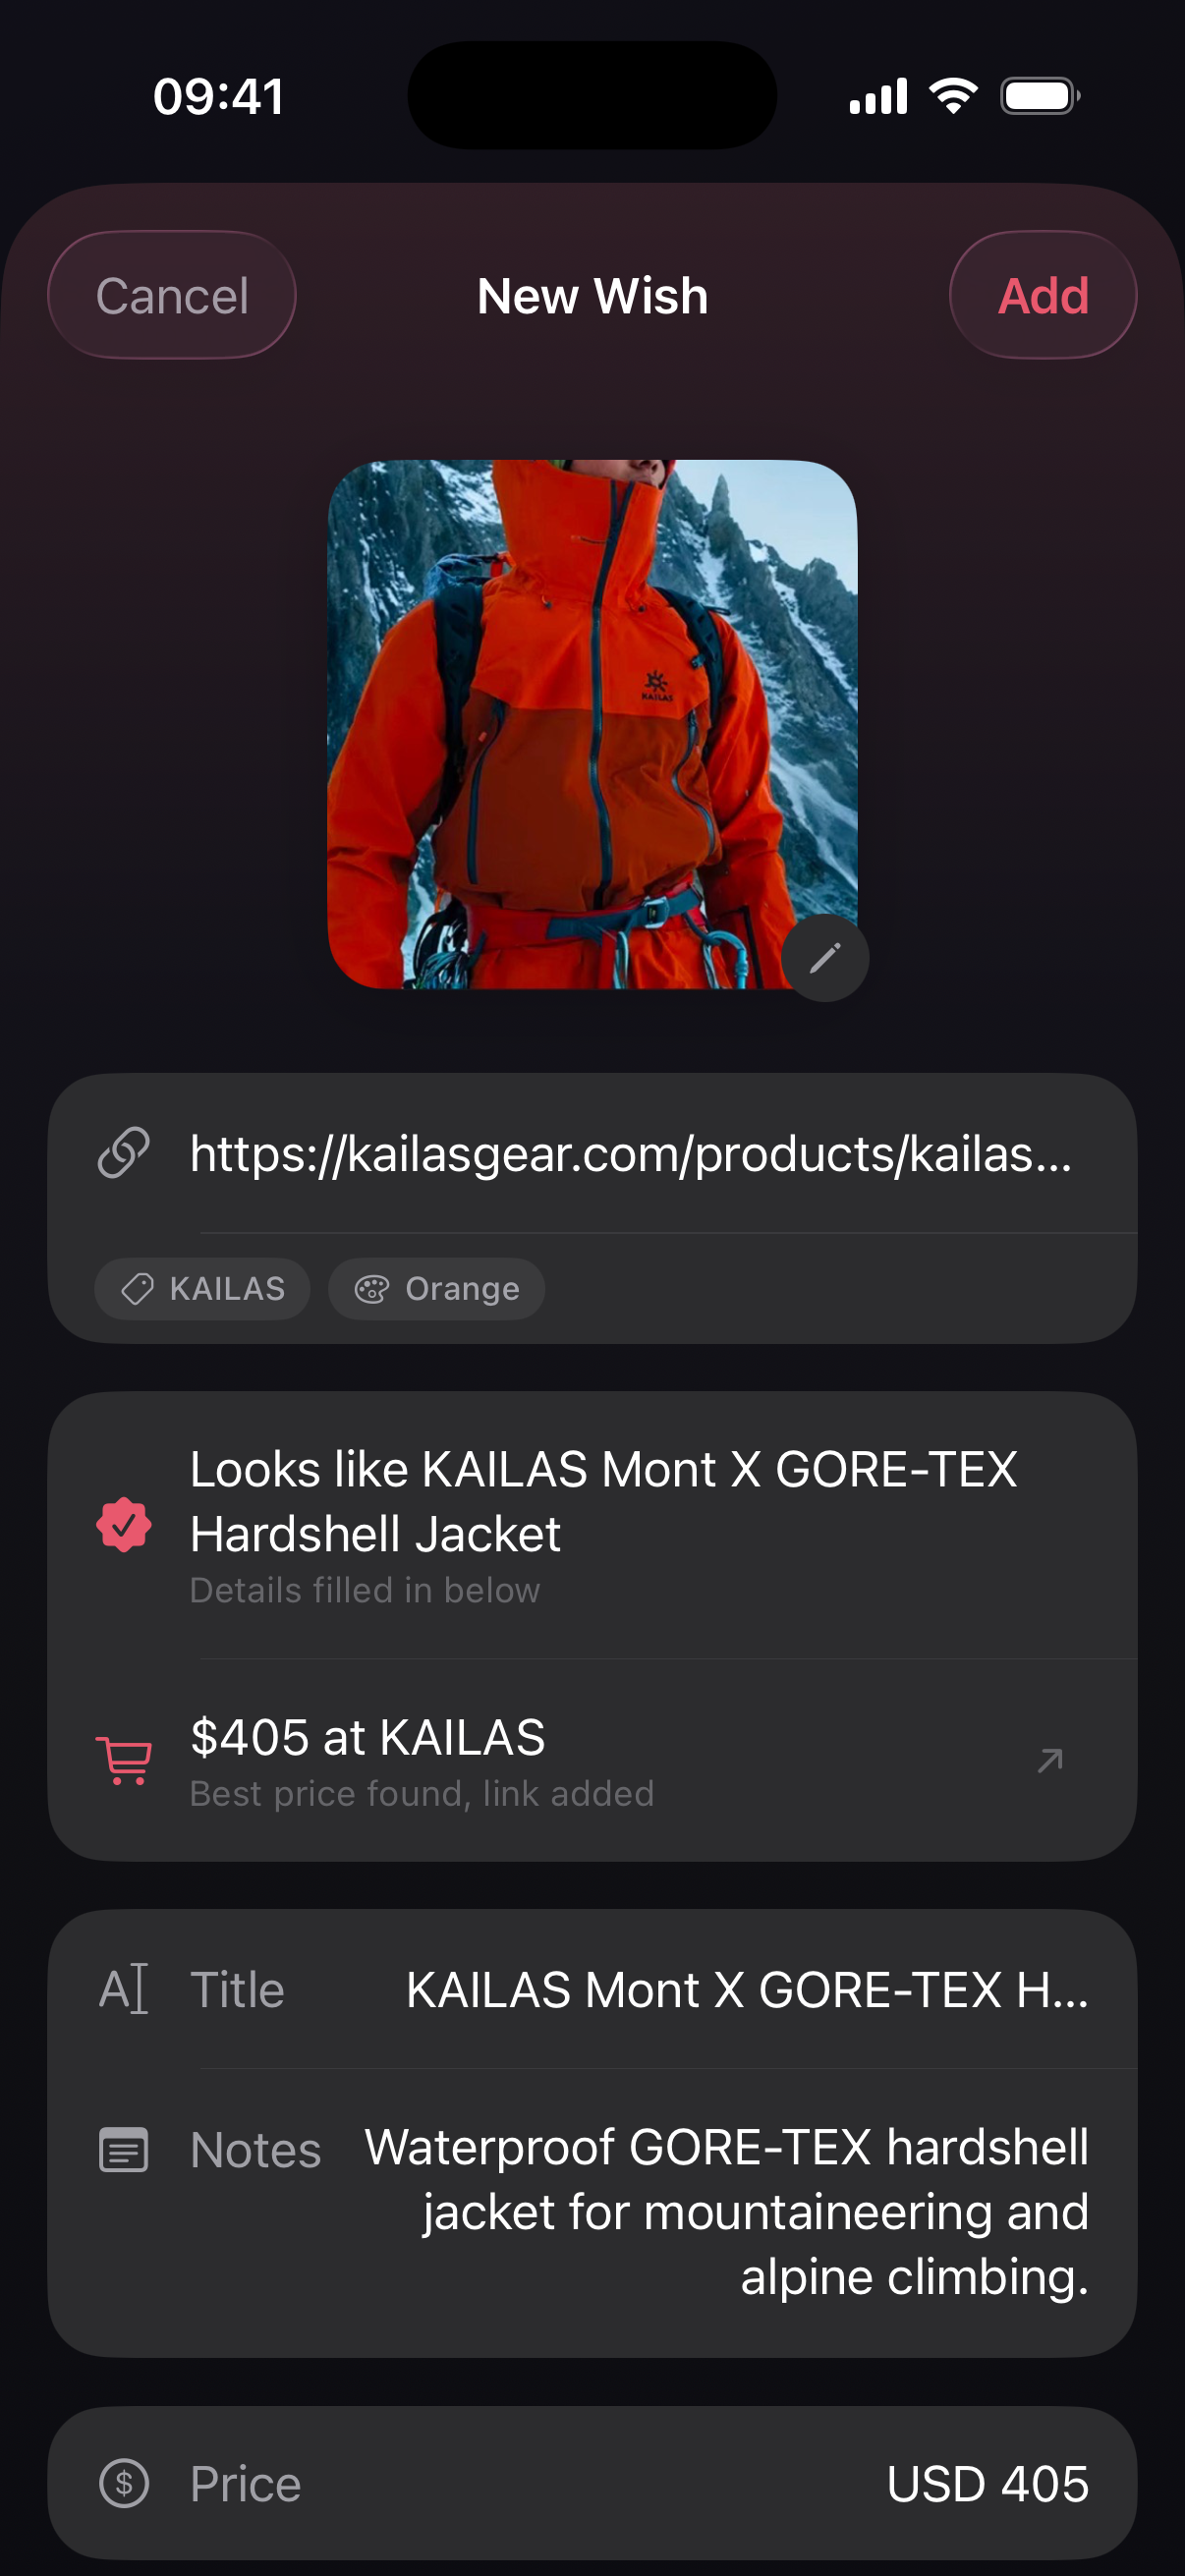 09:41
Cancel
New Wish
Add
KAILAS
https://kailasgear.com/products/kailas...
KAILAS
Orange
Looks like KAILAS Mont X GORE-TEX
Hardshell Jacket
Details filled in below
$405 at KAILAS
Best price found, link added
Title
KAILAS Mont X GORE-TEX H...
Notes
Waterproof GORE-TEX hardshell
jacket for mountaineering and
alpine climbing.
Price
USD 405